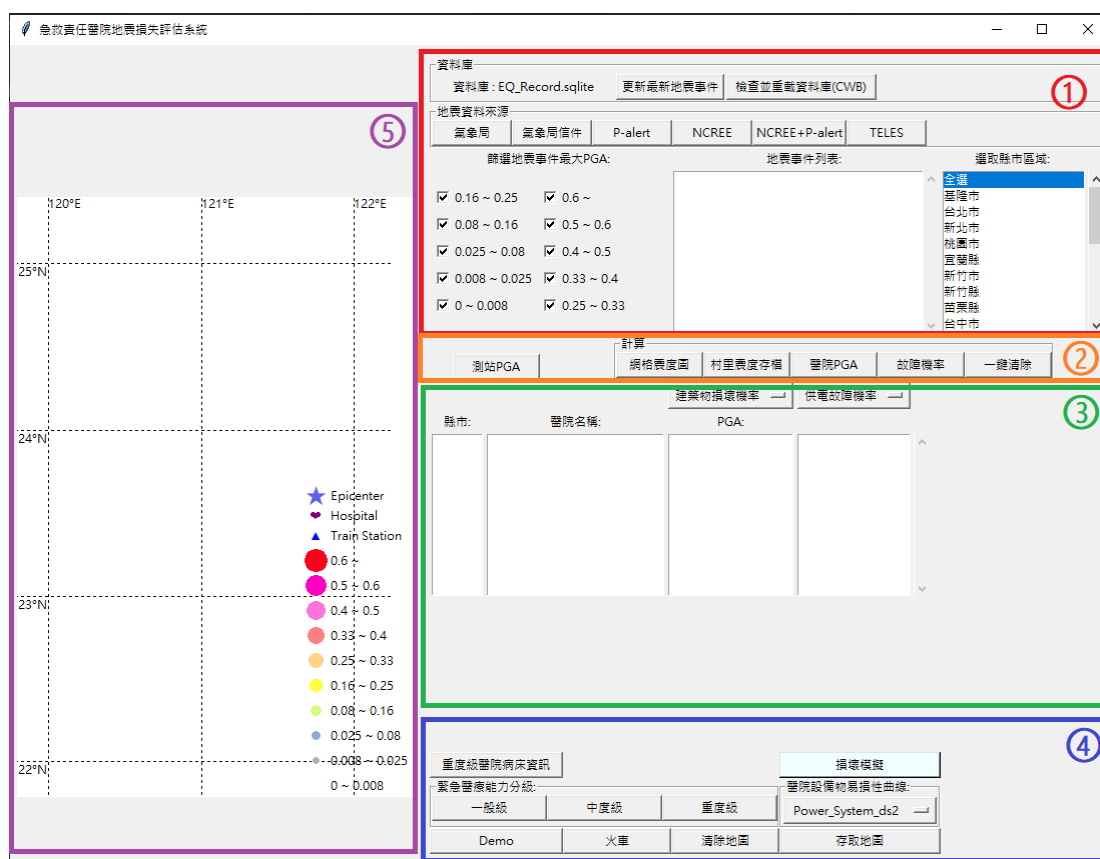 急救責任醫院地震損失評估系統
資料庫
資料庫 : EQ_Record.sqlite 更新最新地震事件 檢查並重載資料庫(CWB)
①
地震資料來源
氣象局 氣象局信件 P-alert NCREE NCREE+P-alert TELES
篩選地震事件最大PGA: 地震事件列表: 選取縣市區域:
0.16 ~ 0.25 0.6 ~
0.08 ~ 0.16 0.5 ~ 0.6
0.025 ~ 0.08 0.4 ~ 0.5
0.008 ~ 0.025 0.33 ~ 0.4
0 ~ 0.008 0.25 ~ 0.33
全選
基隆市
台北市
新北市
桃園市
宜蘭縣
新竹市
新竹縣
苗栗縣
台中市
計算
測站PGA 網格震度圖 村里震度存檔 醫院PGA 故障機率 一鍵清除
②
建築物損壞機率 供電故障機率
③
縣市: 醫院名稱: PGA:
④
重度級醫院病床資訊 損壞模擬
緊急醫療能力分級: 醫院設備物易損性曲線:
一般級 中度級 重度級 Power_System_ds2
Demo 火車 清除地圖 存取地圖
⑤
120°E 121°E 122°E
25°N
24°N
23°N
22°N
Epicenter
Hospital
Train Station
0.6 ~
0.5 ~ 0.6
0.4 ~ 0.5
0.33 ~ 0.4
0.25 ~ 0.33
0.16 ~ 0.25
0.08 ~ 0.16
0.025 ~ 0.08
0.008 ~ 0.025
0 ~ 0.008